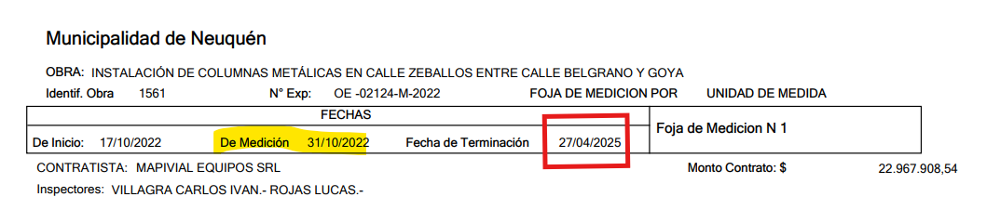 Municipalidad de Neuquén
OBRA: INSTALACIÓN DE COLUMNAS METÁLICAS EN CALLE ZEBALLOS ENTRE CALLE BELGRANO Y GOYA
Identif. Obra 1561 N° Exp: OE -02124-M-2022 FOJA DE MEDICION POR UNIDAD DE MEDIDA
FECHAS
De Inicio: 17/10/2022 De Medición 31/10/2022 Fecha de Terminación 27/04/2025
Foja de Medicion N 1
CONTRATISTA: MAPIVIAL EQUIPOS SRL Monto Contrato: $ 22.967.908,54
Inspectores: VILLAGRA CARLOS IVAN.- ROJAS LUCAS.-